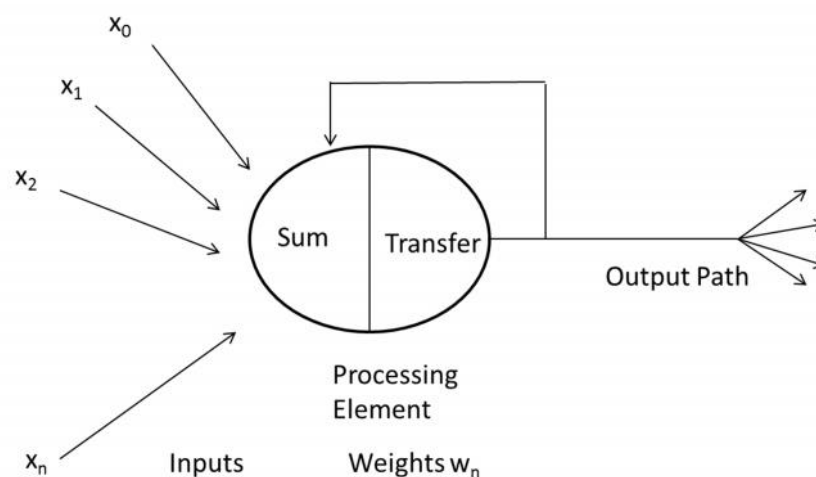 x0
x1
x2
Sum
Transfer
Output Path
Processing
Element
xn
Inputs
Weights wn